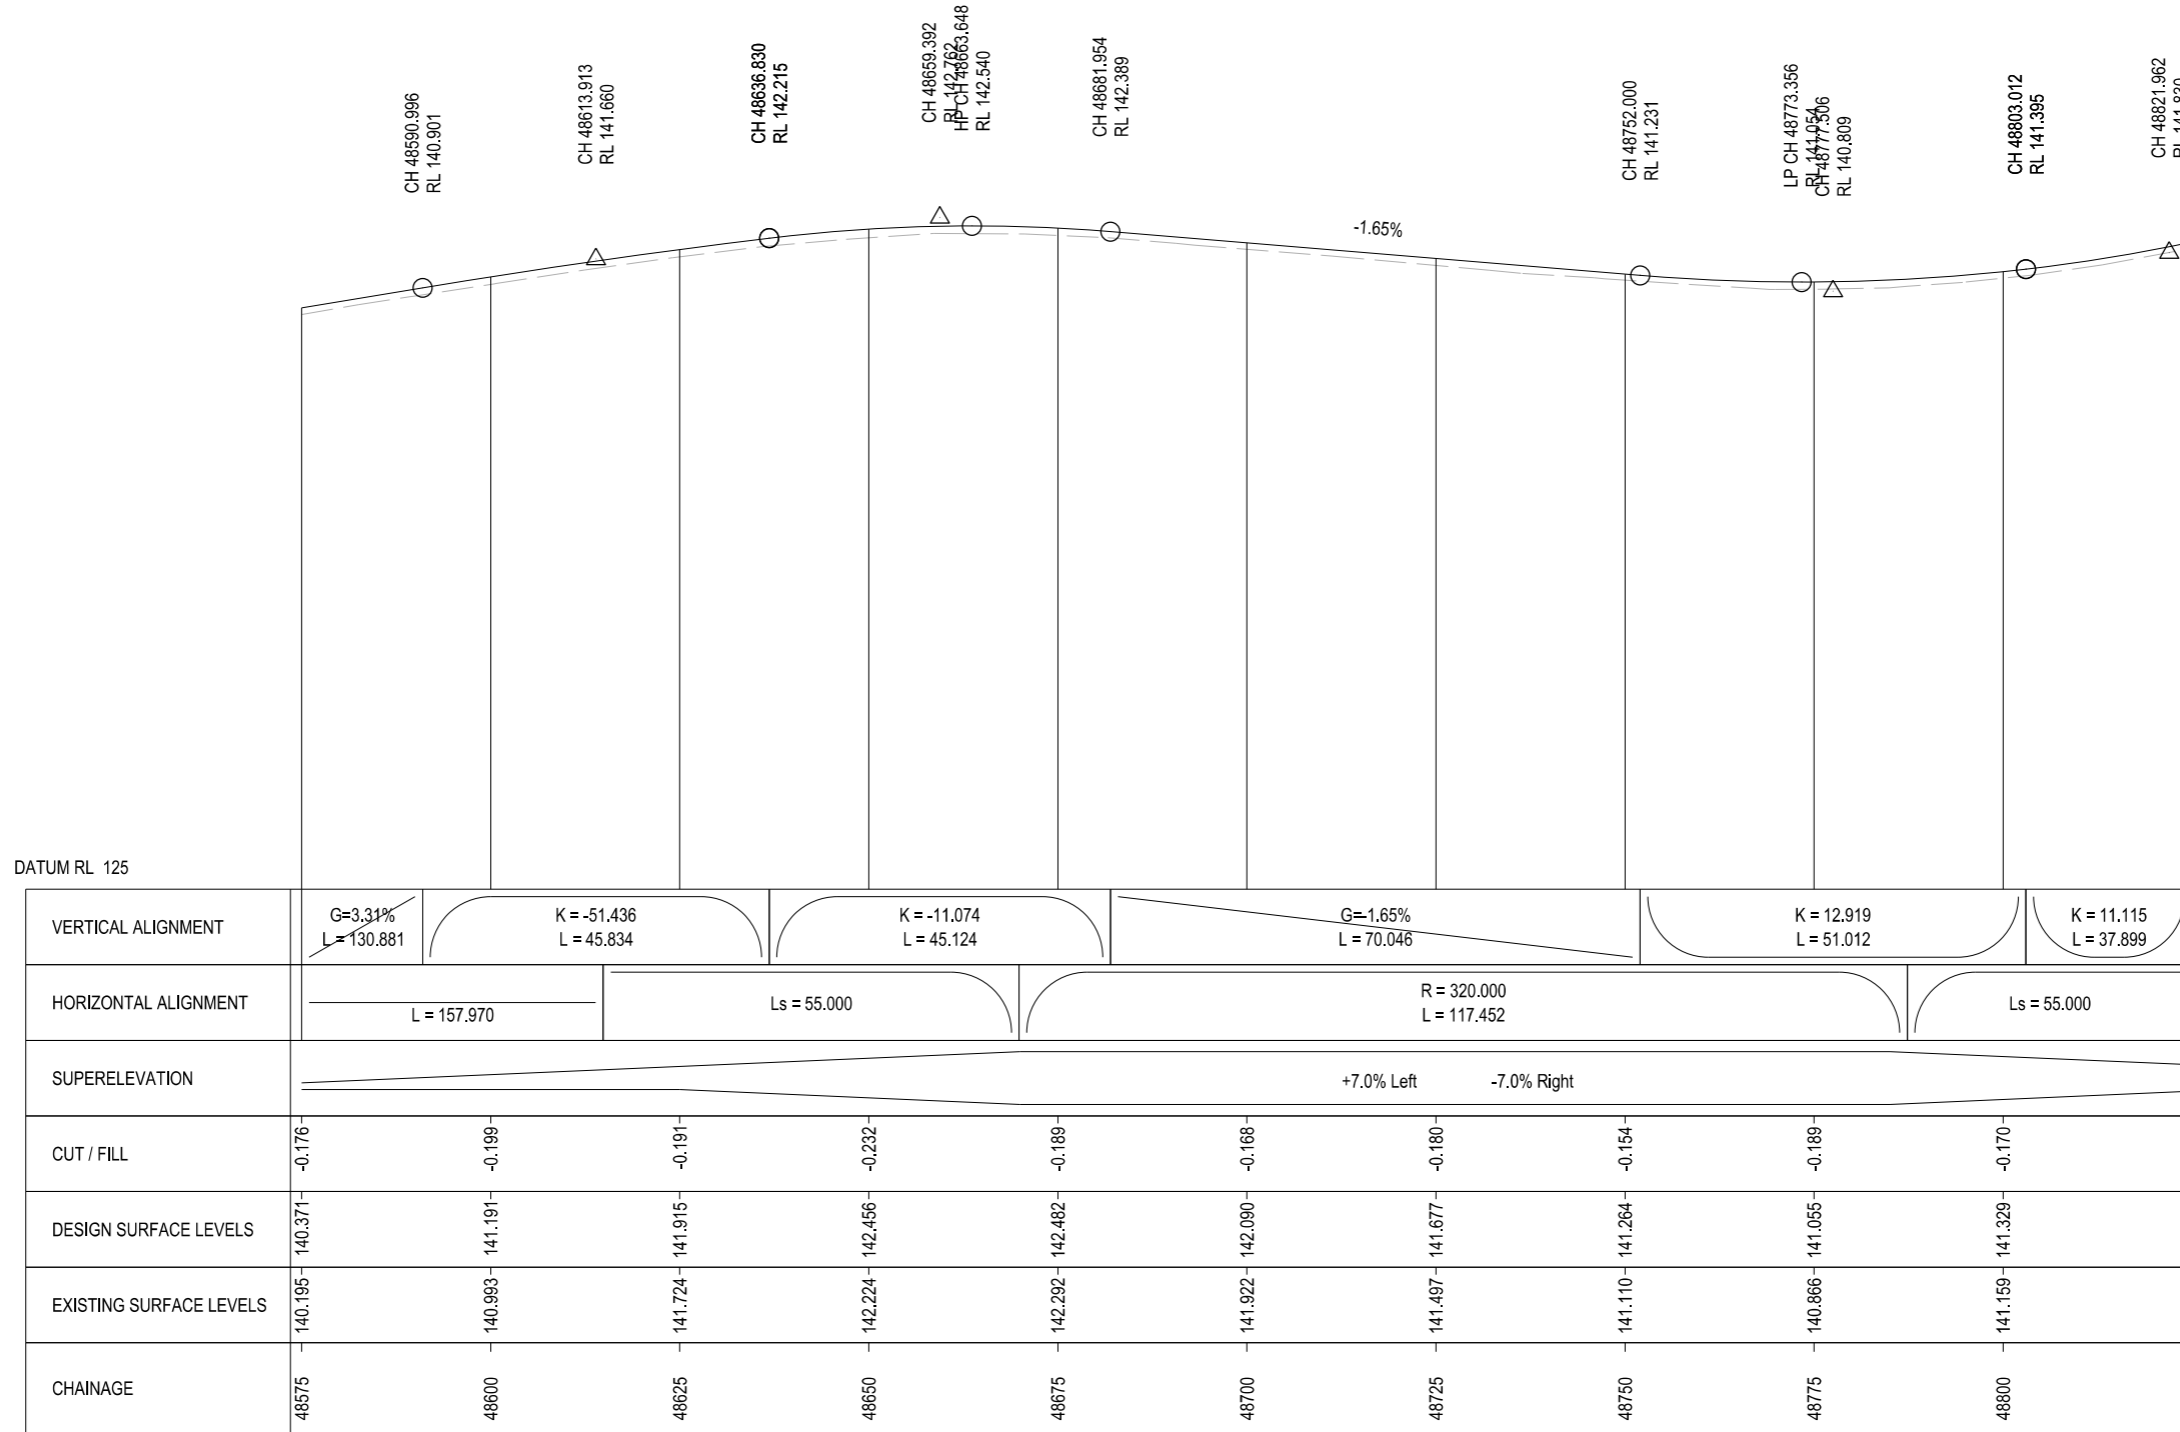 CH 48590.996
RL 140.901
CH 48613.913
RL 141.660
CH 48636.830
RL 142.215
CH 48659.392
RL 142.762
HP CH 48663.648
RL 142.540
CH 48681.954
RL 142.389
CH 48752.000
RL 141.231
LP CH 48773.356
RL 141.054
CH 48777.506
RL 140.809
CH 48803.012
RL 141.395
CH 48821.962
RL 141.830
-1.65%
DATUM RL 125
VERTICAL ALIGNMENT
G=3.31%
L = 130.881
K = -51.436
L = 45.834
K = -11.074
L = 45.124
G=-1.65%
L = 70.046
K = 12.919
L = 51.012
K = 11.115
L = 37.899
HORIZONTAL ALIGNMENT
L = 157.970
Ls = 55.000
R = 320.000
L = 117.452
Ls = 55.000
SUPERELEVATION
+7.0% Left -7.0% Right
CUT / FILL
-0.176 -0.199 -0.191 -0.232 -0.189 -0.168 -0.180 -0.154 -0.189 -0.170
DESIGN SURFACE LEVELS
140.371 141.191 141.915 142.456 142.482 142.090 141.677 141.264 141.055 141.329
EXISTING SURFACE LEVELS
140.195 140.993 141.724 142.224 142.292 141.922 141.497 141.110 140.866 141.159
CHAINAGE
48575 48600 48625 48650 48675 48700 48725 48750 48775 48800